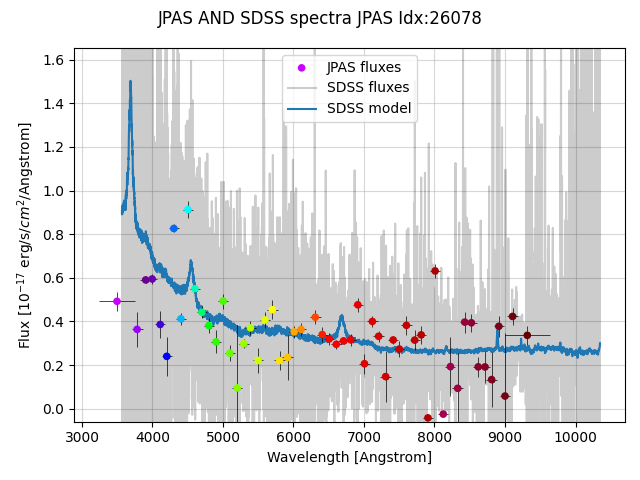 JPAS AND SDSS spectra JPAS Idx:26078
JPAS fluxes
SDSS fluxes
SDSS model
Flux [10⁻¹⁷ erg/s/cm²/Angstrom]
1.6
1.4
1.2
1.0
0.8
0.6
0.4
0.2
0.0
3000 4000 5000 6000 7000 8000 9000 10000
Wavelength [Angstrom]